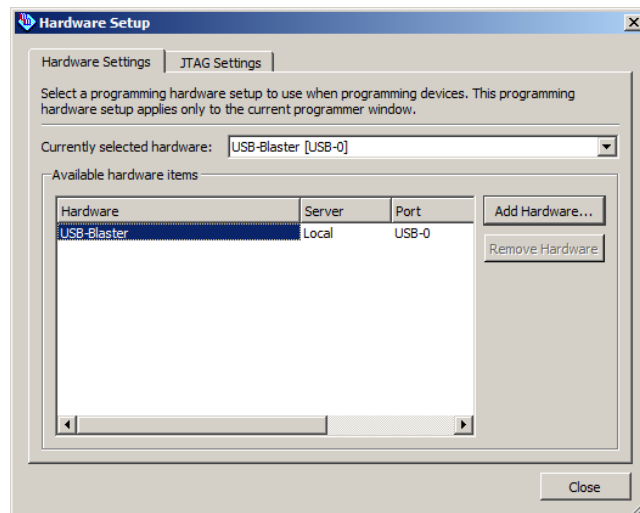 Hardware Setup
Hardware Settings
JTAG Settings
Select a programming hardware setup to use when programming devices. This programming
hardware setup applies only to the current programmer window.
Currently selected hardware: USB-Blaster [USB-0]
Available hardware items
Hardware Server Port
USB-Blaster Local USB-0
Add Hardware...
Remove Hardware
Close